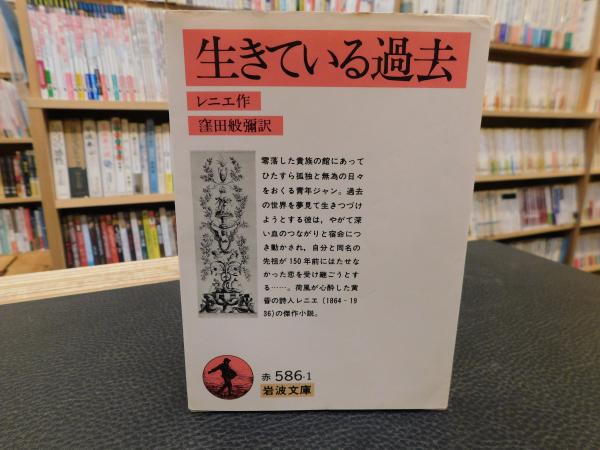 生きている過去
レニエ作
窪田般彌訳
零落した貴族の館にあって
ひたすら孤独と無為の日々
をおくる青年ジャン。過去
の世界を夢見て生きつづけ
ようとする彼は，やがて深
い血のつながりと宿命につ
き動かされ，自分と同名の
先祖が150年前にはたせな
かった恋を受け継ごうとす
る……。荷風が心酔した黄
昏の詩人レニエ(1864‐19
36)の傑作小説。
赤 586-1
岩波文庫